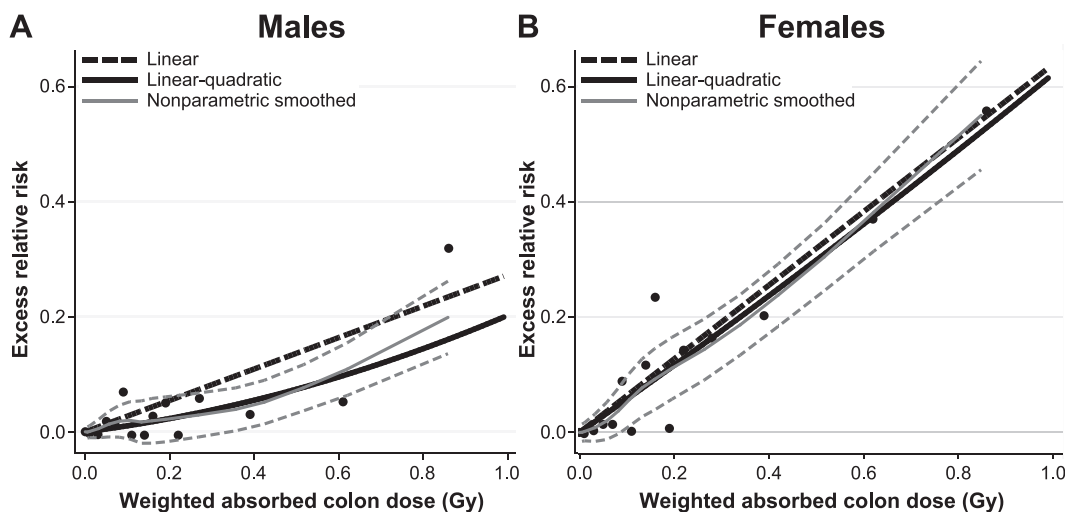 A Males
Linear
Linear-quadratic
Nonparametric smoothed
Excess relative risk
0.6
0.4
0.2
0.0
0.0 0.2 0.4 0.6 0.8 1.0
Weighted absorbed colon dose (Gy)
B Females
Linear
Linear-quadratic
Nonparametric smoothed
Excess relative risk
0.6
0.4
0.2
0.0
0.0 0.2 0.4 0.6 0.8 1.0
Weighted absorbed colon dose (Gy)